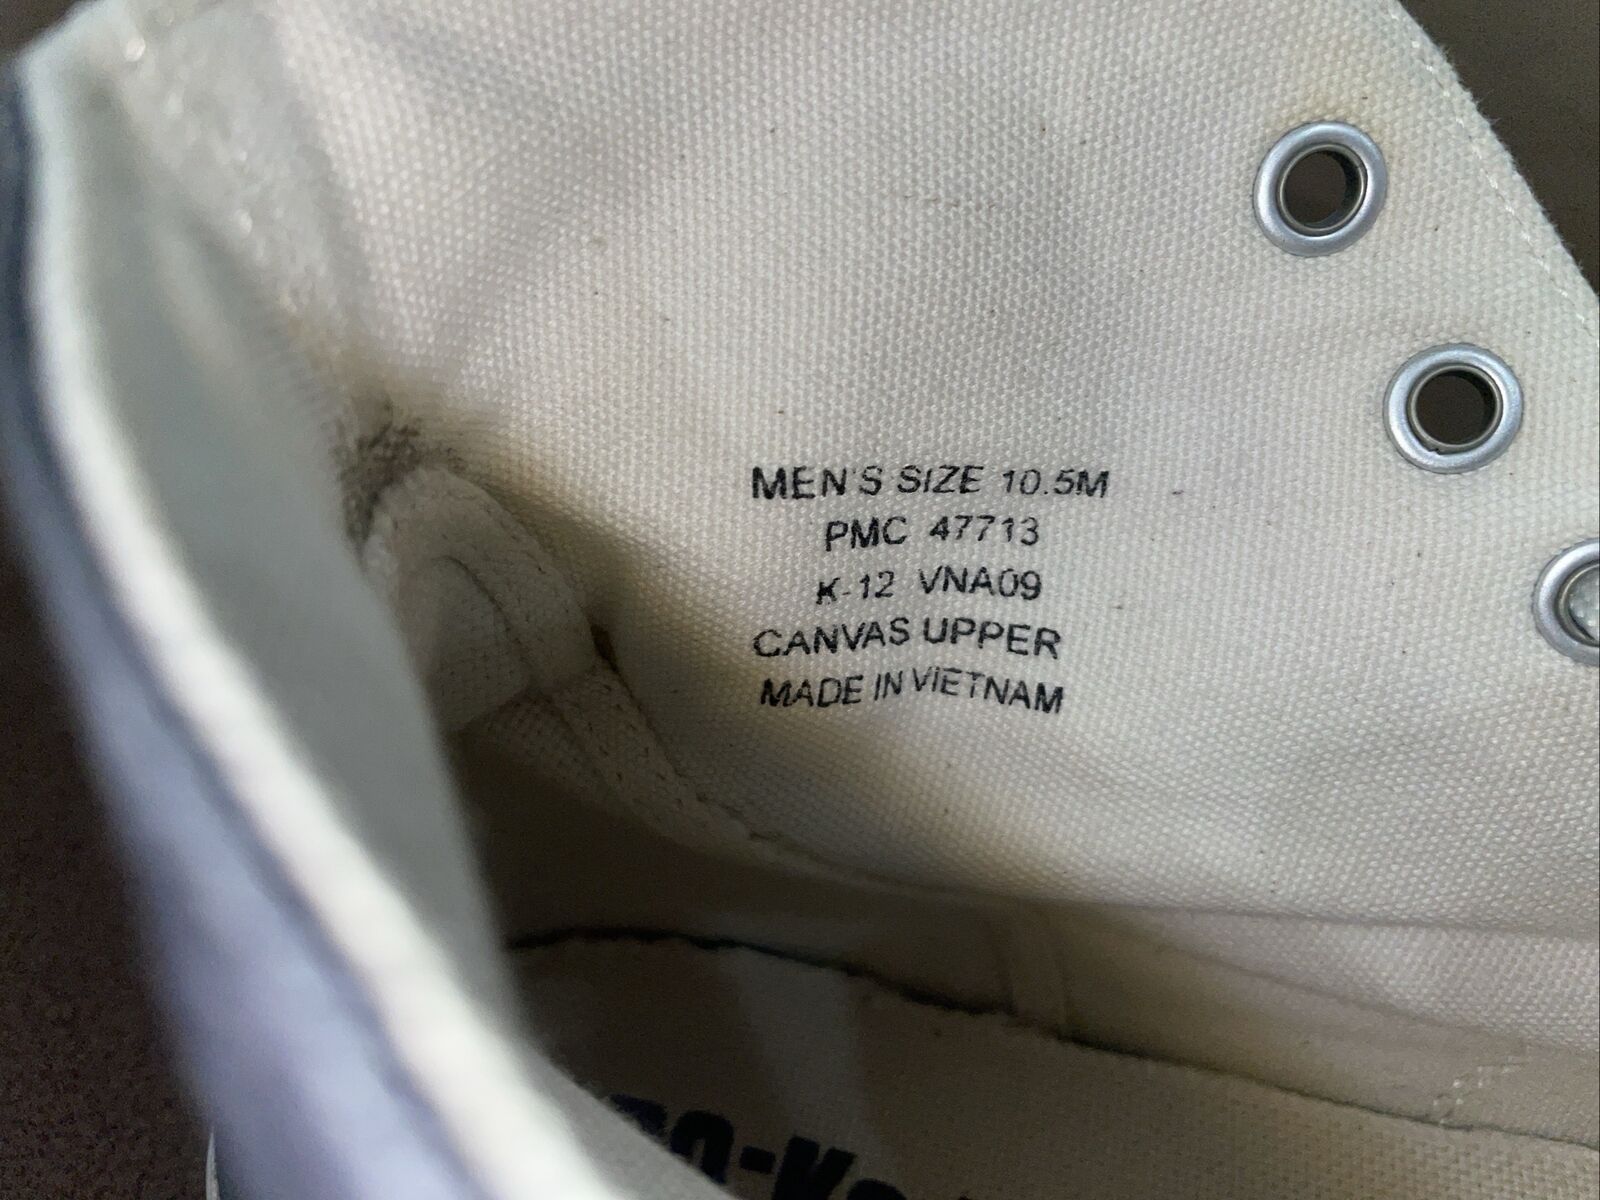 MEN'S SIZE 10.5M
PMC 47713
K-12 VNA09
CANVAS UPPER
MADE IN VIETNAM